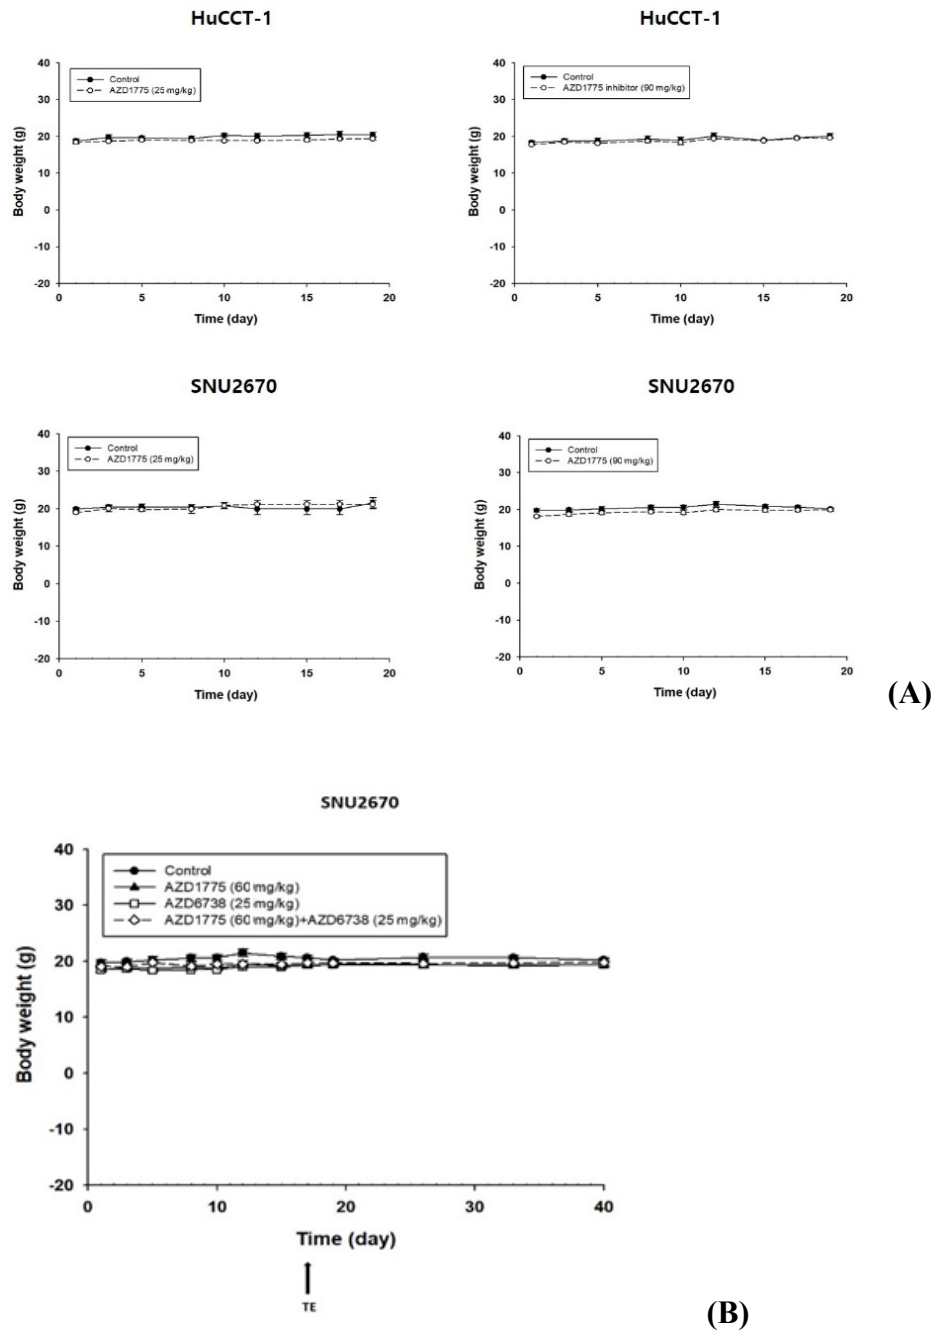 HuCCT-1
Control
AZD1775 (25 mg/kg)
40
30
20
10
0
-10
-20
Body weight (g)
0 5 10 15 20
Time (day)
HuCCT-1
Control
AZD1775 inhibitor (90 mg/kg)
40
30
20
10
0
-10
-20
Body weight (g)
0 5 10 15 20
Time (day)
SNU2670
Control
AZD1775 (25 mg/kg)
40
30
20
10
0
-10
-20
Body weight (g)
0 5 10 15 20
Time (day)
SNU2670
Control
AZD1775 (90 mg/kg)
40
30
20
10
0
-10
-20
Body weight (g)
0 5 10 15 20
Time (day)
(A)
SNU2670
Control
AZD1775 (60 mg/kg)
AZD6738 (25 mg/kg)
AZD1775 (60 mg/kg)+AZD6738 (25 mg/kg)
40
30
20
10
0
-10
-20
Body weight (g)
0 10 20 30 40
Time (day)
TE
(B)